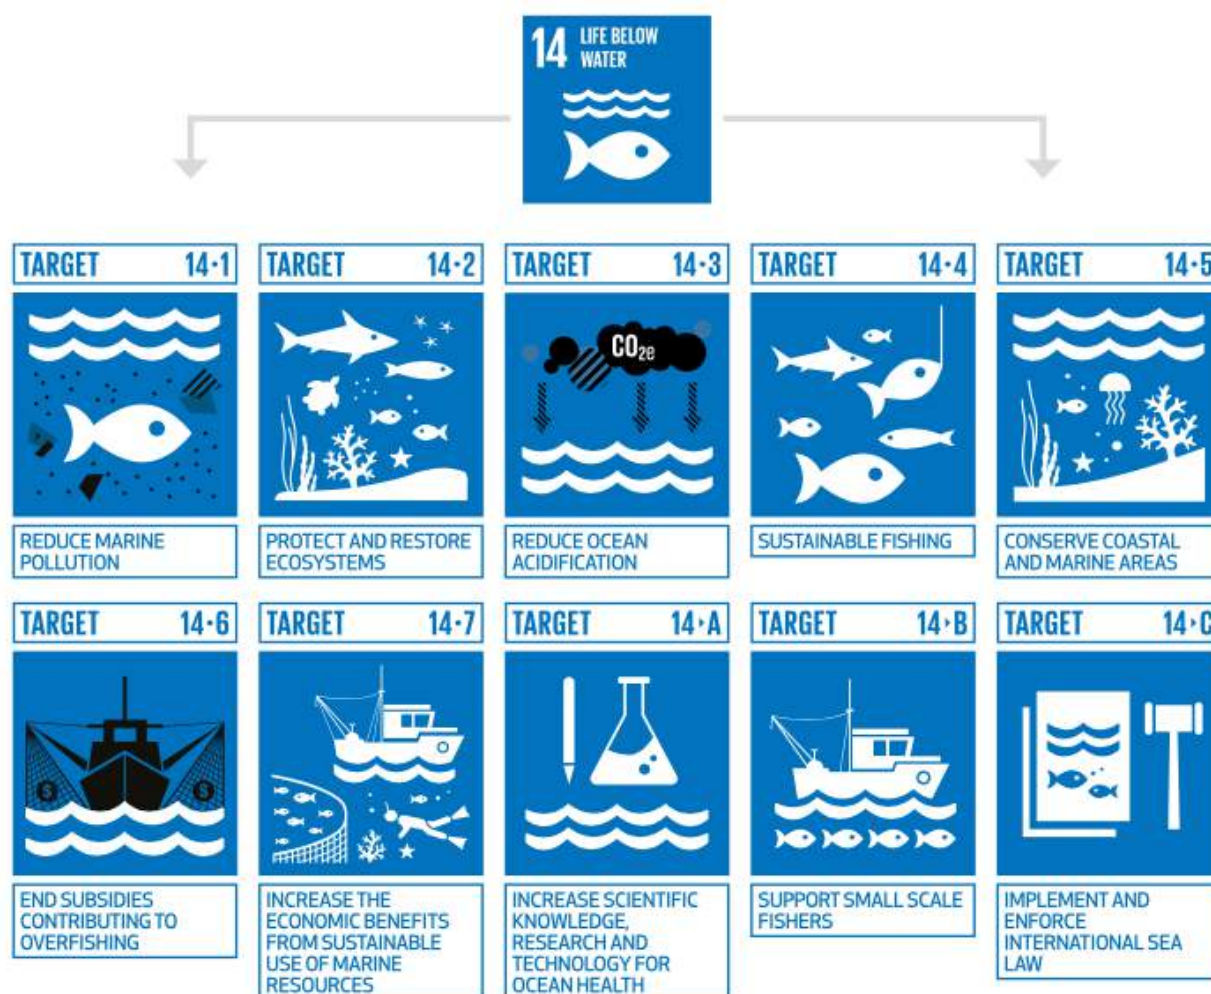 14 LIFE BELOW
WATER
TARGET 14·1
TARGET 14·2
TARGET 14·3
TARGET 14·4
TARGET 14·5
CO2e
REDUCE MARINE
POLLUTION
PROTECT AND RESTORE
ECOSYSTEMS
REDUCE OCEAN
ACIDIFICATION
SUSTAINABLE FISHING
CONSERVE COASTAL
AND MARINE AREAS
TARGET 14·6
TARGET 14·7
TARGET 14▸A
TARGET 14▸B
TARGET 14▸C
$ $
END SUBSIDIES
CONTRIBUTING TO
OVERFISHING
INCREASE THE
ECONOMIC BENEFITS
FROM SUSTAINABLE
USE OF MARINE
RESOURCES
INCREASE SCIENTIFIC
KNOWLEDGE,
RESEARCH AND
TECHNOLOGY FOR
OCEAN HEALTH
SUPPORT SMALL SCALE
FISHERS
IMPLEMENT AND
ENFORCE
INTERNATIONAL SEA
LAW